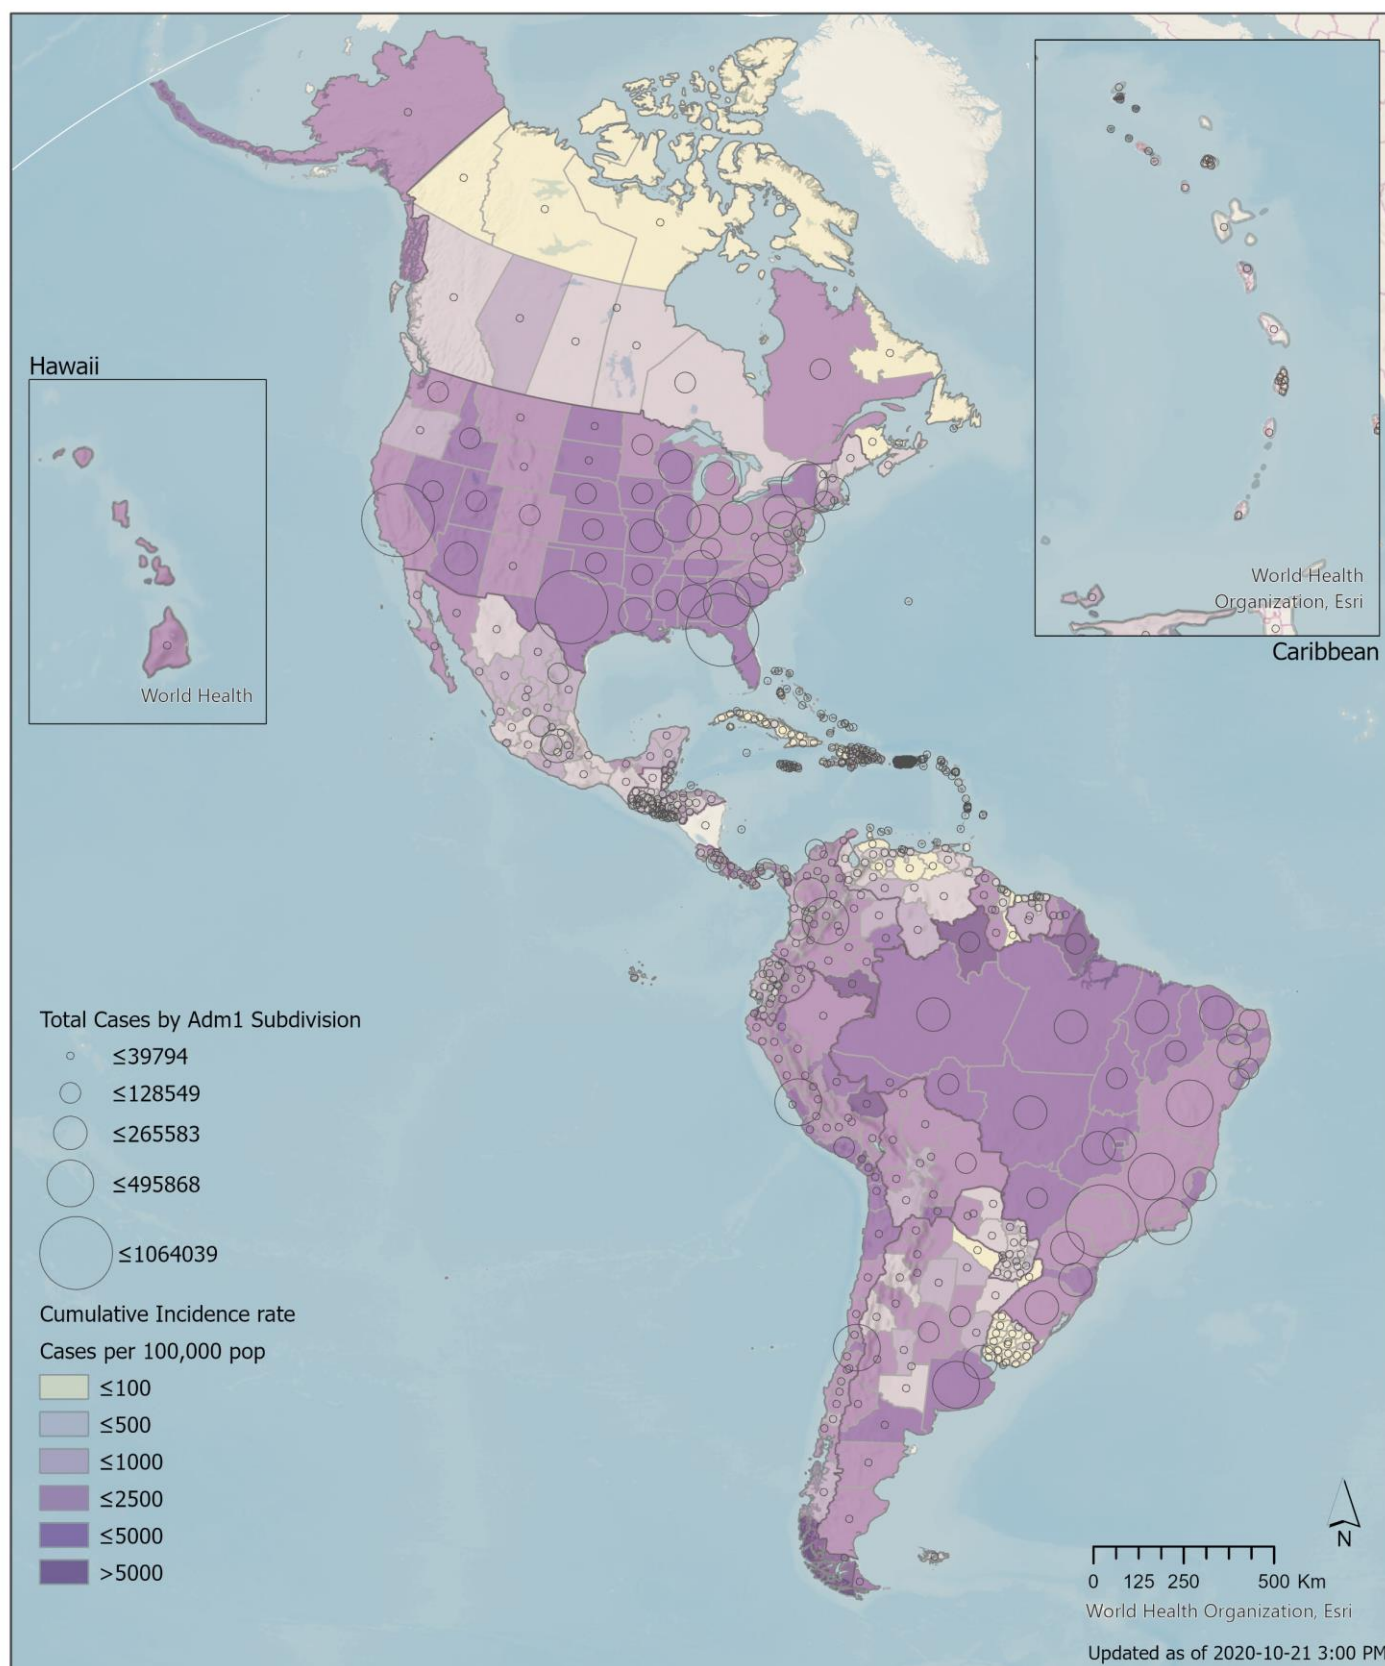 Hawaii
World Health
World Health
Organization, Esri
Caribbean
Total Cases by Adm1 Subdivision
≤39794
≤128549
≤265583
≤495868
≤1064039
Cumulative Incidence rate
Cases per 100,000 pop
≤100
≤500
≤1000
≤2500
≤5000
>5000
N
0 125 250 500 Km
World Health Organization, Esri
Updated as of 2020-10-21 3:00 PM